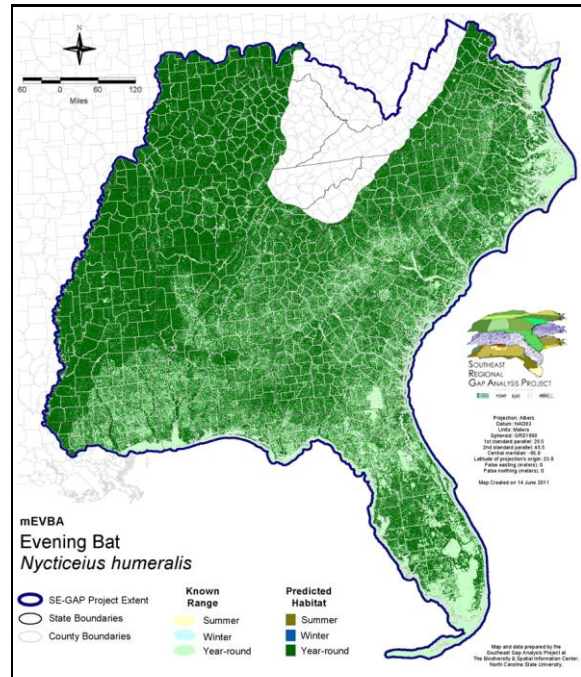 N
60 0 60 120
Miles
SOUTHEAST
REGIONAL
GAP ANALYSIS PROJECT
Projection: Albers
Datum: NAD83
Units: Meters
Spheroid: GRS1980
1st standard parallel: 29.5
2nd standard parallel: 45.5
Central meridian: -96.0
Latitude of projection's origin: 23.0
False easting (meters): 0
False northing (meters): 0
Map Created on 14 June 2011
mEVBA
Evening Bat
Nycticeius humeralis
SE-GAP Project Extent
State Boundaries
County Boundaries
Known
Range
Summer
Winter
Year-round
Predicted
Habitat
Summer
Winter
Year-round
Map and data prepared by the
Southeast Gap Analysis Project at
The Biodiversity & Spatial Information Center,
North Carolina State University.